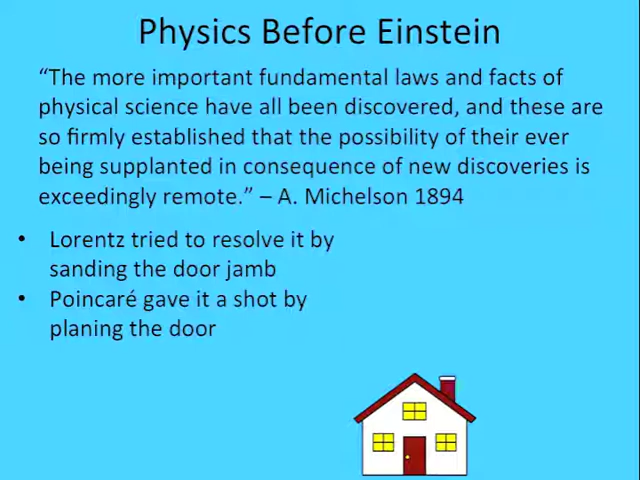 Physics Before Einstein
“The more important fundamental laws and facts of
physical science have all been discovered, and these are
so firmly established that the possibility of their ever
being supplanted in consequence of new discoveries is
exceedingly remote.” – A. Michelson 1894
• Lorentz tried to resolve it by
sanding the door jamb
• Poincaré gave it a shot by
planing the door